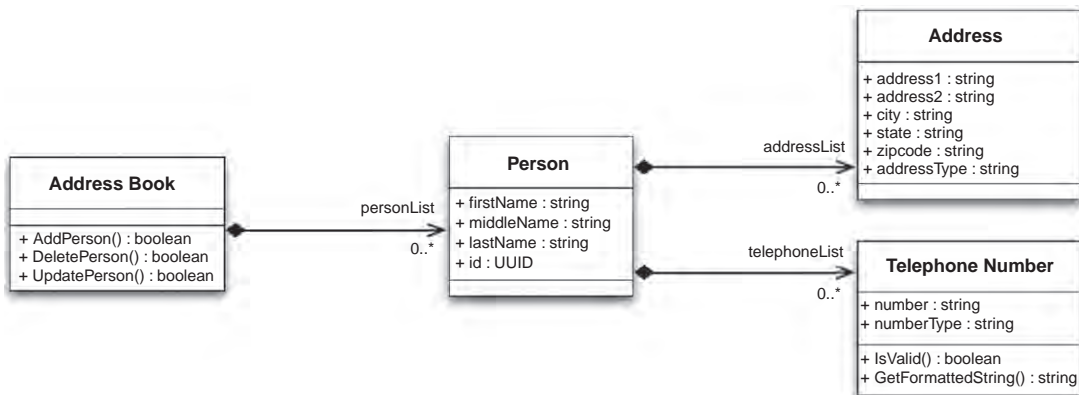 Address Book
+ AddPerson() : boolean
+ DeletePerson() : boolean
+ UpdatePerson() : boolean
personList
0..*
Person
+ firstName : string
+ middleName : string
+ lastName : string
+ id : UUID
addressList
0..*
Address
+ address1 : string
+ address2 : string
+ city : string
+ state : string
+ zipcode : string
+ addressType : string
telephoneList
0..*
Telephone Number
+ number : string
+ numberType : string
+ IsValid() : boolean
+ GetFormattedString() : string